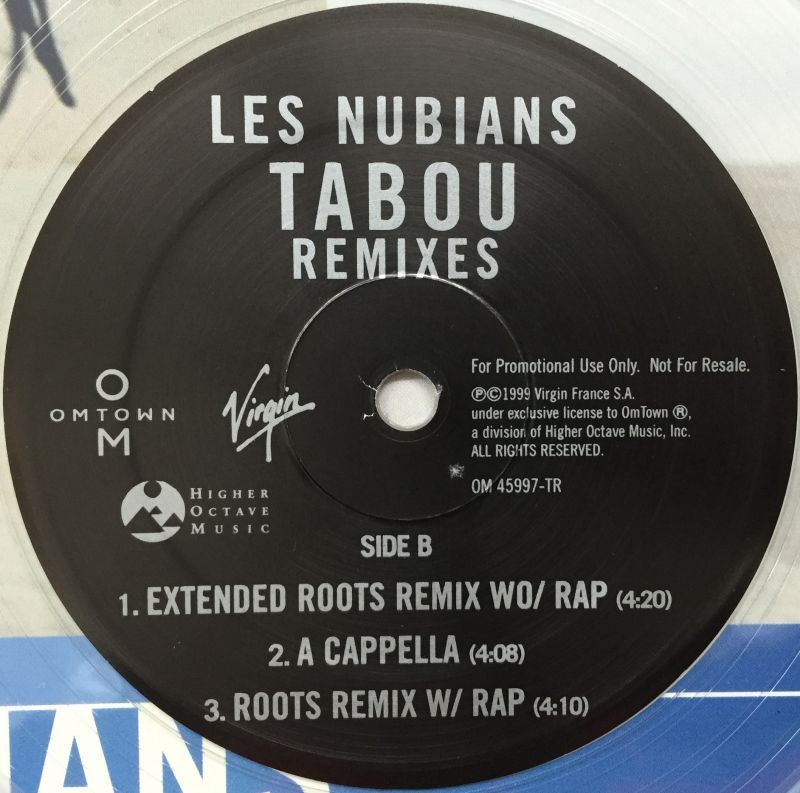 LES NUBIANS
TABOU
REMIXES
O
OMTOWN
M
Virgin
HIGHER
OCTAVE
MUSIC
For Promotional Use Only. Not For Resale.
℗©1999 Virgin France S.A.
under exclusive license to OmTown ®,
a division of Higher Octave Music, Inc.
ALL RIGHTS RESERVED.
OM 45997-TR
SIDE B
1. EXTENDED ROOTS REMIX WO/ RAP (4:20)
2. A CAPPELLA (4:08)
3. ROOTS REMIX W/ RAP (4:10)
IANS